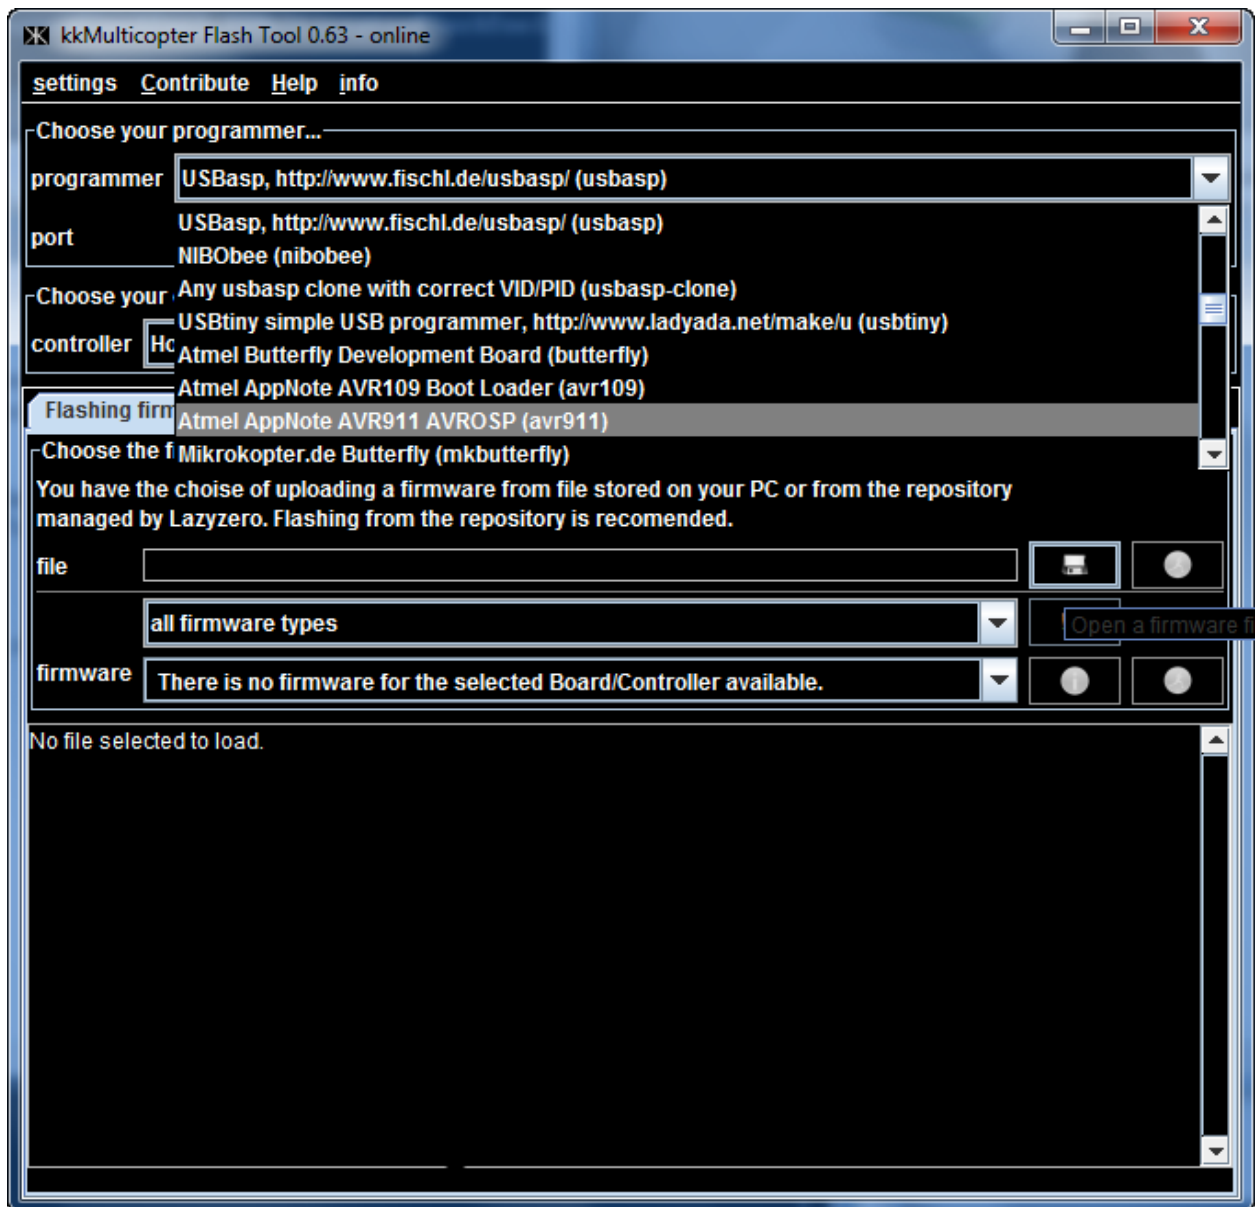 kkMulticopter Flash Tool 0.63 - online
settings Contribute Help info
Choose your programmer...
programmer USBasp, http://www.fischl.de/usbasp/ (usbasp)
USBasp, http://www.fischl.de/usbasp/ (usbasp)
port
NIBObee (nibobee)
Choose your
Any usbasp clone with correct VID/PID (usbasp-clone)
USBtiny simple USB programmer, http://www.ladyada.net/make/u (usbtiny)
controller
Atmel Butterfly Development Board (butterfly)
Atmel AppNote AVR109 Boot Loader (avr109)
Flashing firm
Atmel AppNote AVR911 AVROSP (avr911)
Choose the f
Mikrokopter.de Butterfly (mkbutterfly)
You have the choise of uploading a firmware from file stored on your PC or from the repository
managed by Lazyzero. Flashing from the repository is recomended.
file
all firmware types
Open a firmware fi
firmware There is no firmware for the selected Board/Controller available.
No file selected to load.